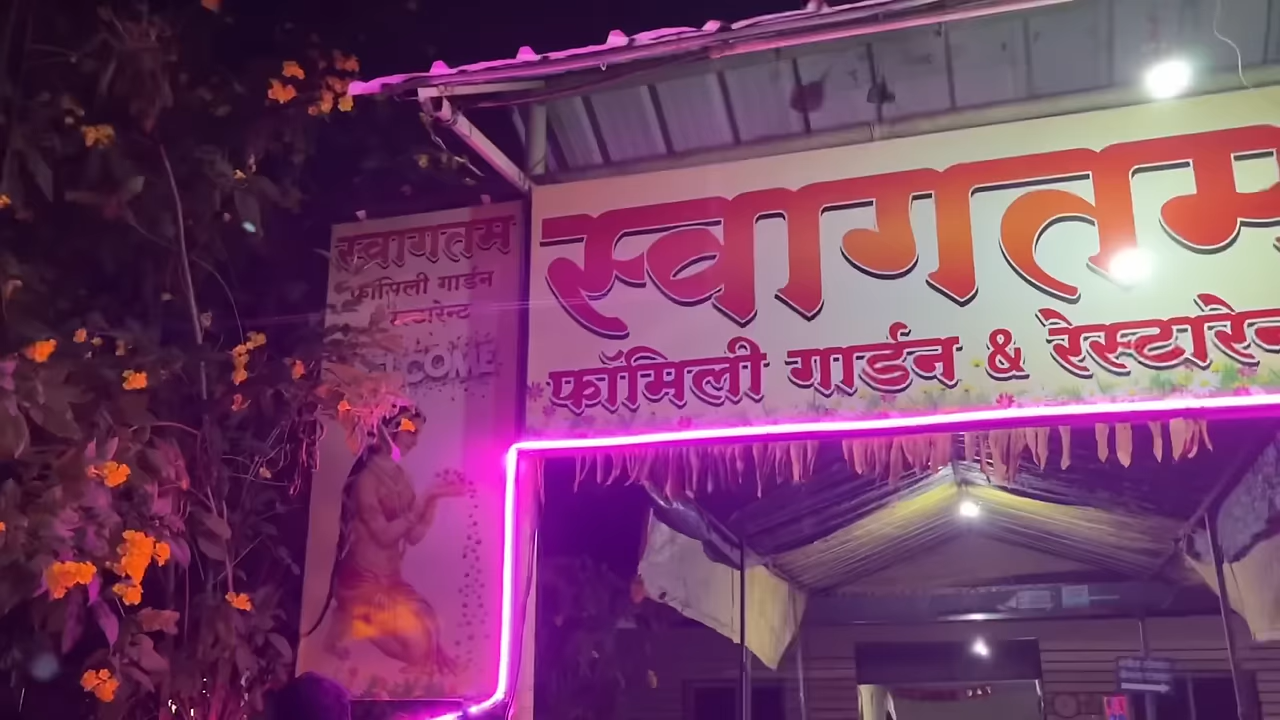 स्वागतम
फॉमिली गार्डन
रेस्टारेन्ट
WELCOME
स्वागतम
फॉमिली गार्डन & रेस्टारेन